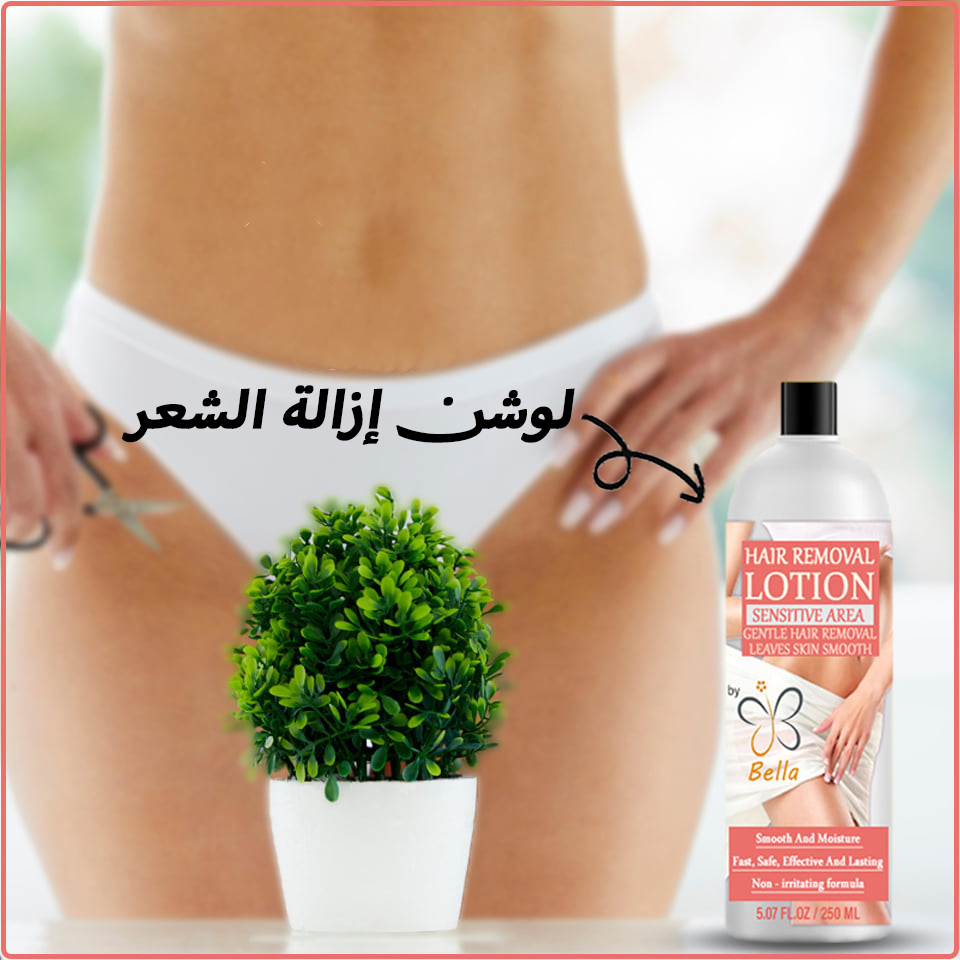 لوشن إزالة الشعر
HAIR REMOVAL
LOTION
SENSITIVE AREA
GENTLE HAIR REMOVAL
LEAVES SKIN SMOOTH
by
Bella
Smooth And Moisture
Fast, Safe, Effective And Lasting
Non - irritating formula
5.07 FL.OZ / 250 ML